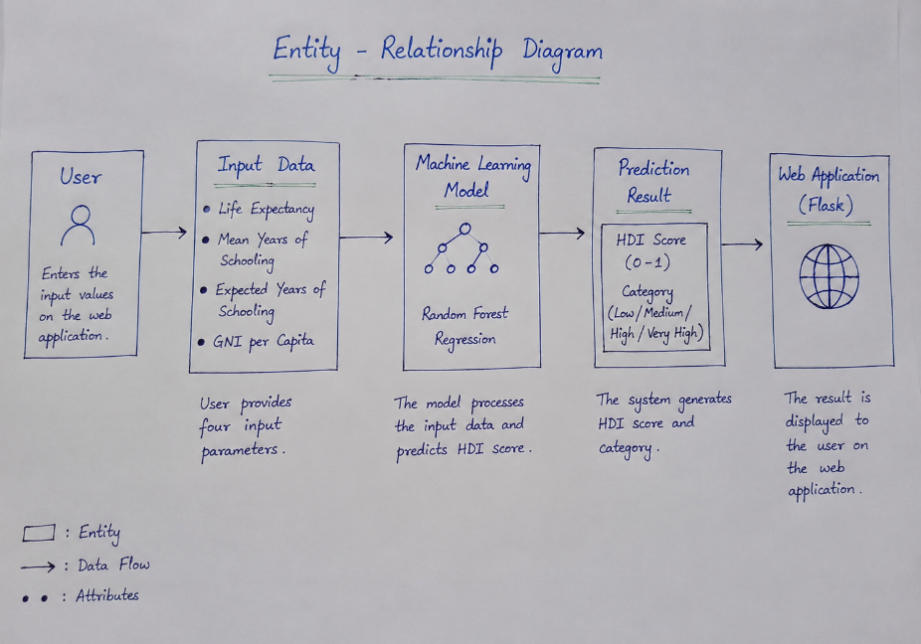 Entity - Relationship Diagram
User
Enters the
input values
on the web
application.
Input Data
• Life Expectancy
• Mean Years of
Schooling
• Expected Years of
Schooling
• GNI per Capita
Machine Learning
Model
Random Forest
Regression
Prediction
Result
HDI Score
(0-1)
Category
(Low/Medium/
High/Very High)
Web Application
(Flask)
User provides
four input
parameters.
The model processes
the input data and
predicts HDI score.
The system generates
HDI score and
category.
The result is
displayed to
the user on
the web
application.
: Entity
: Data Flow
• • : Attributes